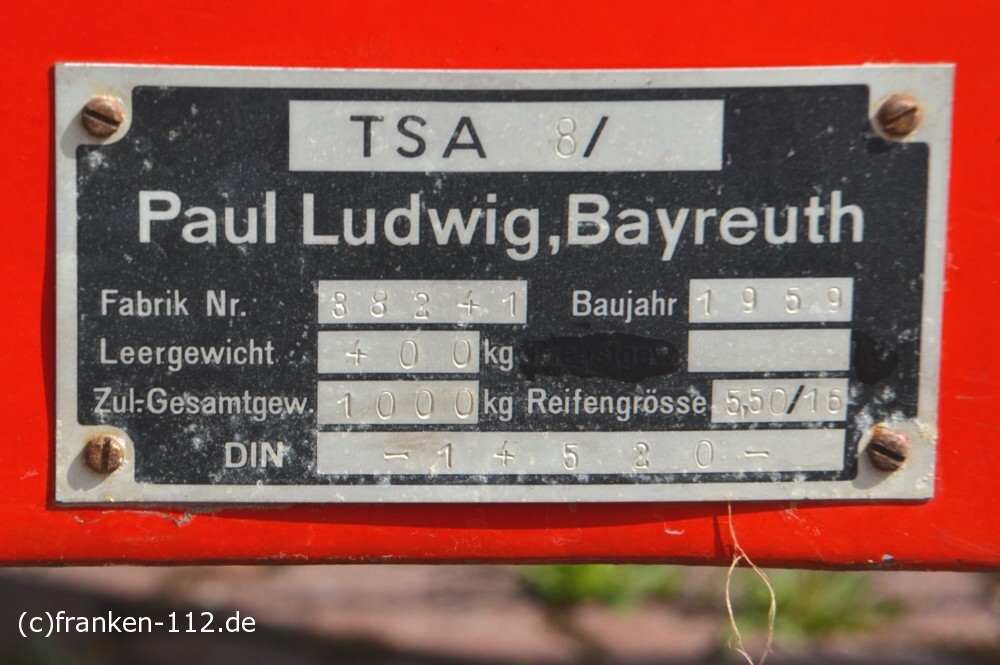 TSA 8/
Paul Ludwig, Bayreuth
Fabrik Nr. 38241 Baujahr 1959
Leergewicht 400 kg
Zul.-Gesamtgew. 1000 kg Reifengrösse 5,50/16
DIN -14520-
(c)franken-112.de